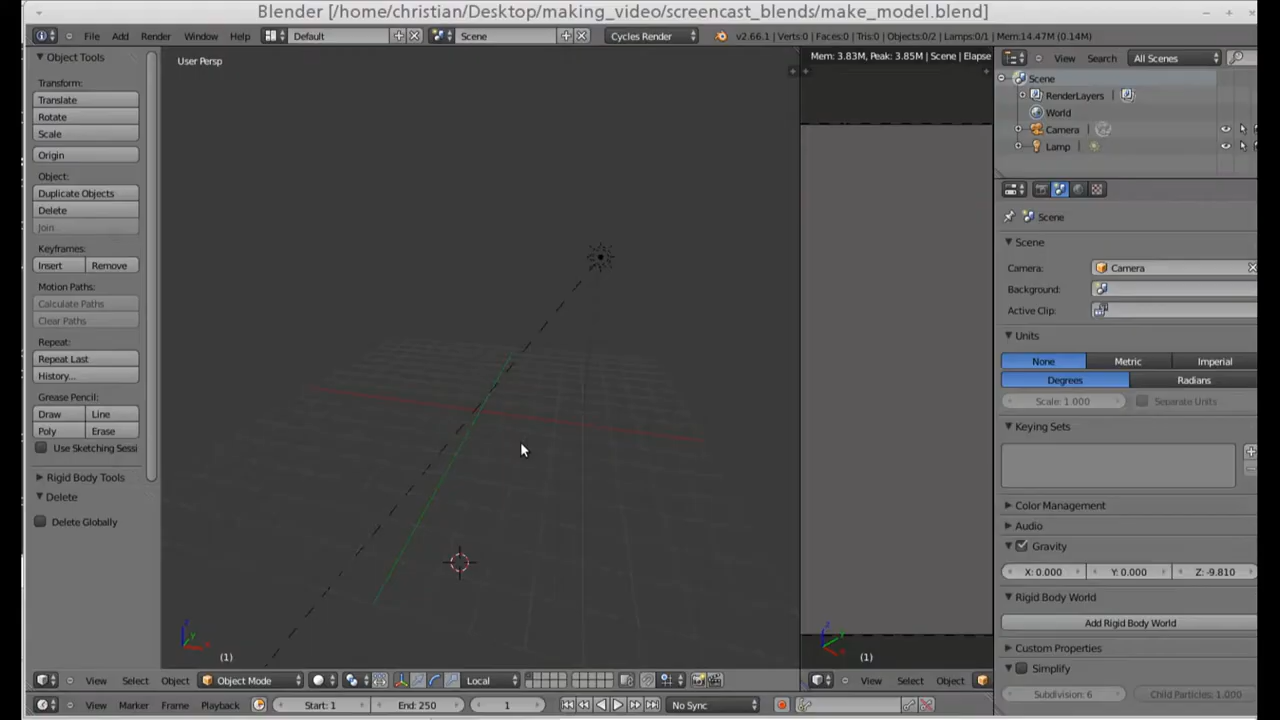 Blender [/home/christian/Desktop/making_video/screencast_blends/make_model.blend]
File Add Render Window Help Default Scene Cycles Render v2.66.1 | Verts:0 | Faces:0 | Tris:0 | Objects:0/2 | Lamps:0/1 | Mem:14.47M (0.14M)
Object Tools
Transform:
Translate
Rotate
Scale
Origin
Object:
Duplicate Objects
Delete
Join
Keyframes:
Insert Remove
Motion Paths:
Calculate Paths
Clear Paths
Repeat:
Repeat Last
History...
Grease Pencil:
Draw Line
Poly Erase
Use Sketching Sessi
Rigid Body Tools
Delete
Delete Globally
User Persp
(1)
View Select Object Object Mode Local
Mem: 3.83M, Peak: 3.85M | Scene | Elapse
(1)
View Select Object
View Search All Scenes
Scene
RenderLayers |
World
Camera |
Lamp |
Scene
Scene
Camera: Camera
Background:
Active Clip:
Units
None Metric Imperial
Degrees Radians
Scale: 1.000 Separate Units
Keying Sets
Color Management
Audio
Gravity
X: 0.000 Y: 0.000 Z: -9.810
Rigid Body World
Add Rigid Body World
Custom Properties
Simplify
Subdivision: 6 Child Particles: 1.000
View Marker Frame Playback Start: 1 End: 250 1 No Sync